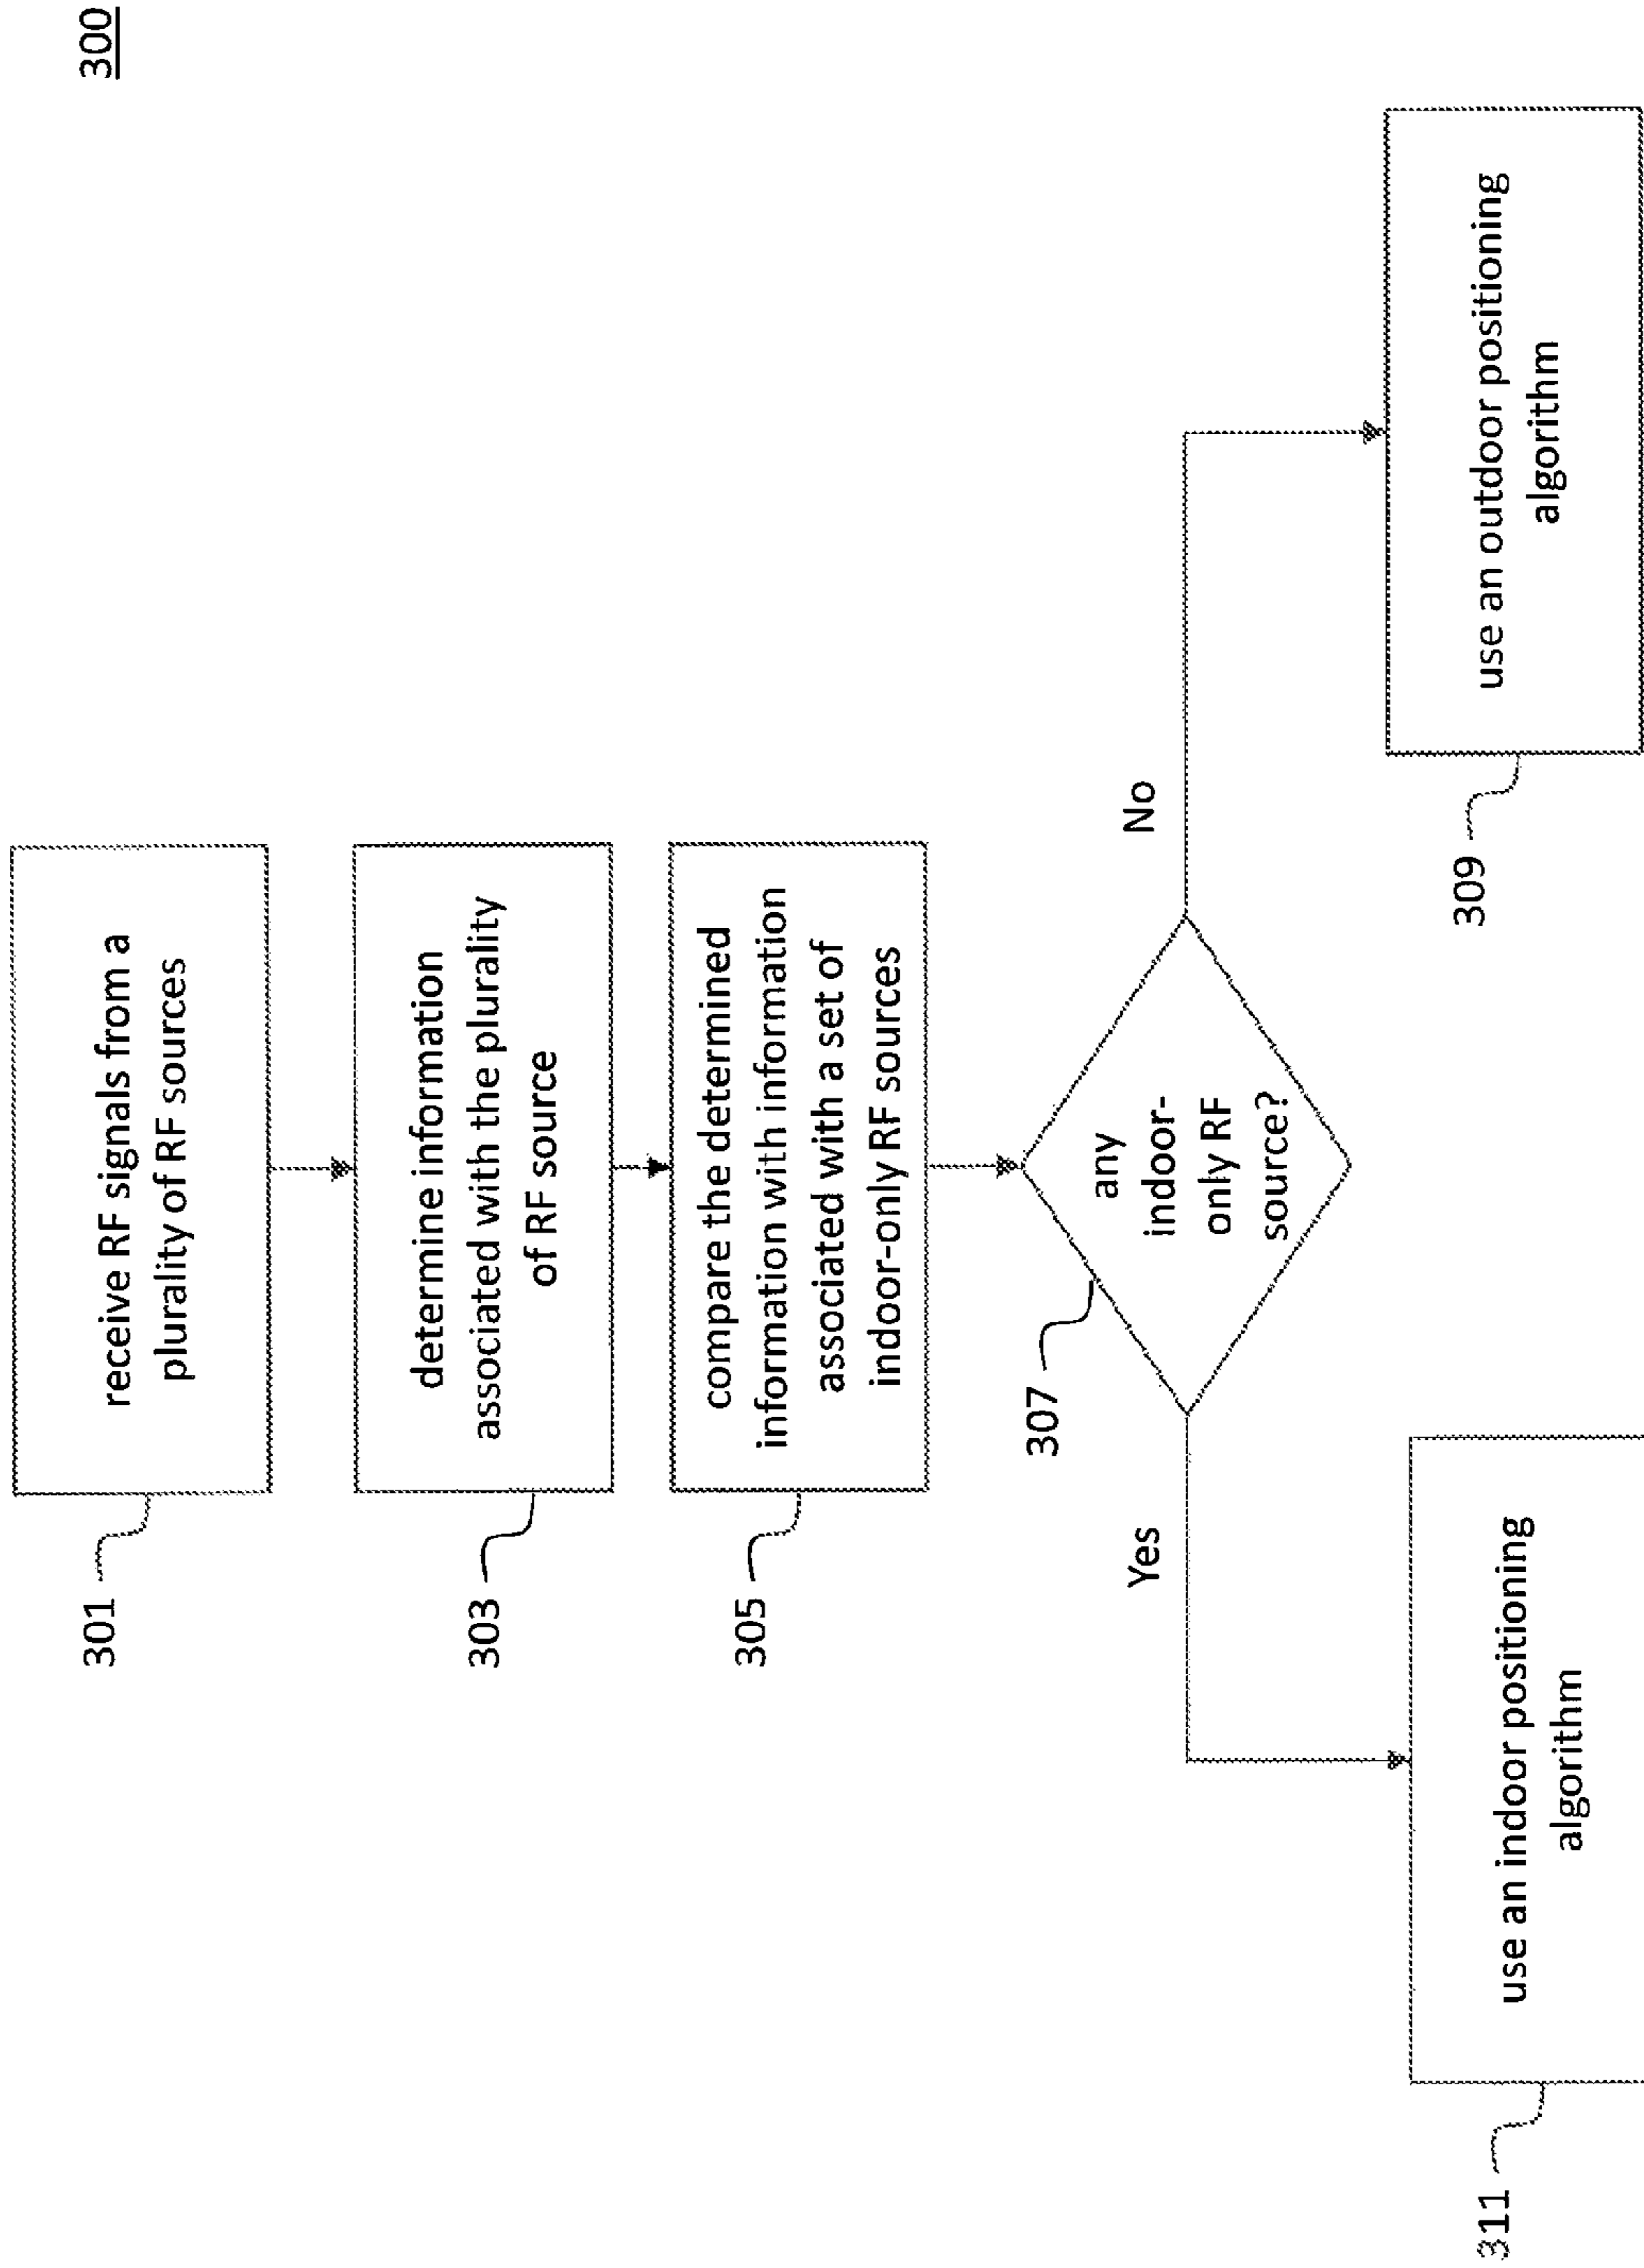 300
301
receive RF signals from a
plurality of RF sources
303
determine information
associated with the plurality
of RF source
305
compare the determined
information with information
associated with a set of
indoor-only RF sources
307
any
indoor-
only RF
source?
Yes
No
311
use an indoor positioning
algorithm
309
use an outdoor positioning
algorithm